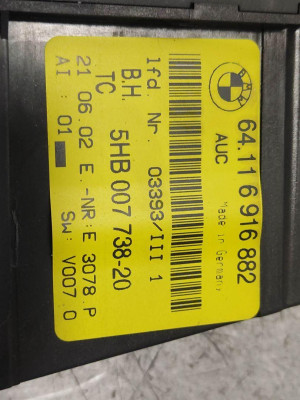 BMW
64.11 6 916 882
AUC
Made in Germany
lfd. Nr. 03393/III 1
B.H.
TC 5HB 007 738-20
21 06.02 E.-NR:E 3078.P
AI : 01 SW: V007.0